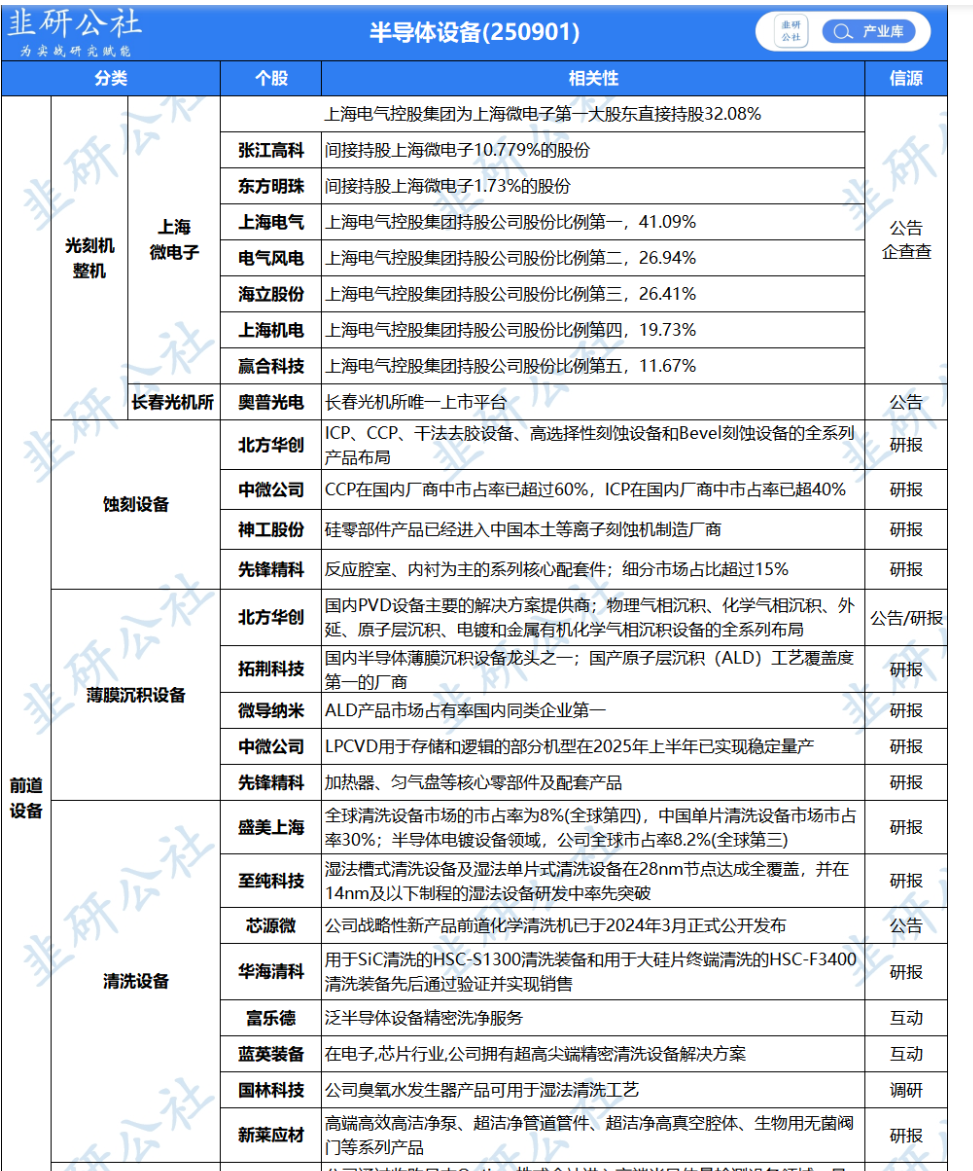 韭研公社
为实战研究赋能
半导体设备(250901)
韭研
公社
产业库
分类 个股 相关性 信源
前道
设备
光刻机
整机
上海
微电子
上海电气控股集团为上海微电子第一大股东直接持股32.08%
张江高科 间接持股上海微电子10.779%的股份
东方明珠 间接持股上海微电子1.73%的股份
上海电气 上海电气控股集团持股公司股份比例第一，41.09%
电气风电 上海电气控股集团持股公司股份比例第二，26.94%
海立股份 上海电气控股集团持股公司股份比例第三，26.41%
上海机电 上海电气控股集团持股公司股份比例第四，19.73%
赢合科技 上海电气控股集团持股公司股份比例第五，11.67%
公告
企查查
长春光机所 奥普光电 长春光机所唯一上市平台 公告
蚀刻设备
北方华创 ICP、CCP、干法去胶设备、高选择性刻蚀设备和Bevel刻蚀设备的全系列
产品布局 研报
中微公司 CCP在国内厂商中市占率已超过60%，ICP在国内厂商中市占率已超40% 研报
神工股份 硅零部件产品已经进入中国本土等离子刻蚀机制造厂商 研报
先锋精科 反应腔室、内衬为主的系列核心配套件；细分市场占比超过15% 研报
薄膜沉积设备
北方华创 国内PVD设备主要的解决方案提供商；物理气相沉积、化学气相沉积、外
延、原子层沉积、电镀和金属有机化学气相沉积设备的全系列布局 公告/研报
拓荆科技 国内半导体薄膜沉积设备龙头之一；国产原子层沉积（ALD）工艺覆盖度
第一的厂商 研报
微导纳米 ALD产品市场占有率国内同类企业第一 研报
中微公司 LPCVD用于存储和逻辑的部分机型在2025年上半年已实现稳定量产 研报
先锋精科 加热器、匀气盘等核心零部件及配套产品 研报
清洗设备
盛美上海 全球清洗设备市场的市占率为8%(全球第四)，中国单片清洗设备市场市占
率30%；半导体电镀设备领域，公司全球市占率8.2%(全球第三) 研报
至纯科技 湿法槽式清洗设备及湿法单片式清洗设备在28nm节点达成全覆盖，并在
14nm及以下制程的湿法设备研发中率先突破 研报
芯源微 公司战略性新产品前道化学清洗机已于2024年3月正式公开发布 公告
华海清科 用于SiC清洗的HSC-S1300清洗装备和用于大硅片终端清洗的HSC-F3400
清洗装备先后通过验证并实现销售 研报
富乐德 泛半导体设备精密洗净服务 互动
蓝英装备 在电子,芯片行业,公司拥有超高尖端精密清洗设备解决方案 互动
国林科技 公司臭氧水发生器产品可用于湿法清洗工艺 调研
新莱应材 高端高效高洁净泵、超洁净管道管件、超洁净高真空腔体、生物用无菌阀
门等系列产品 研报